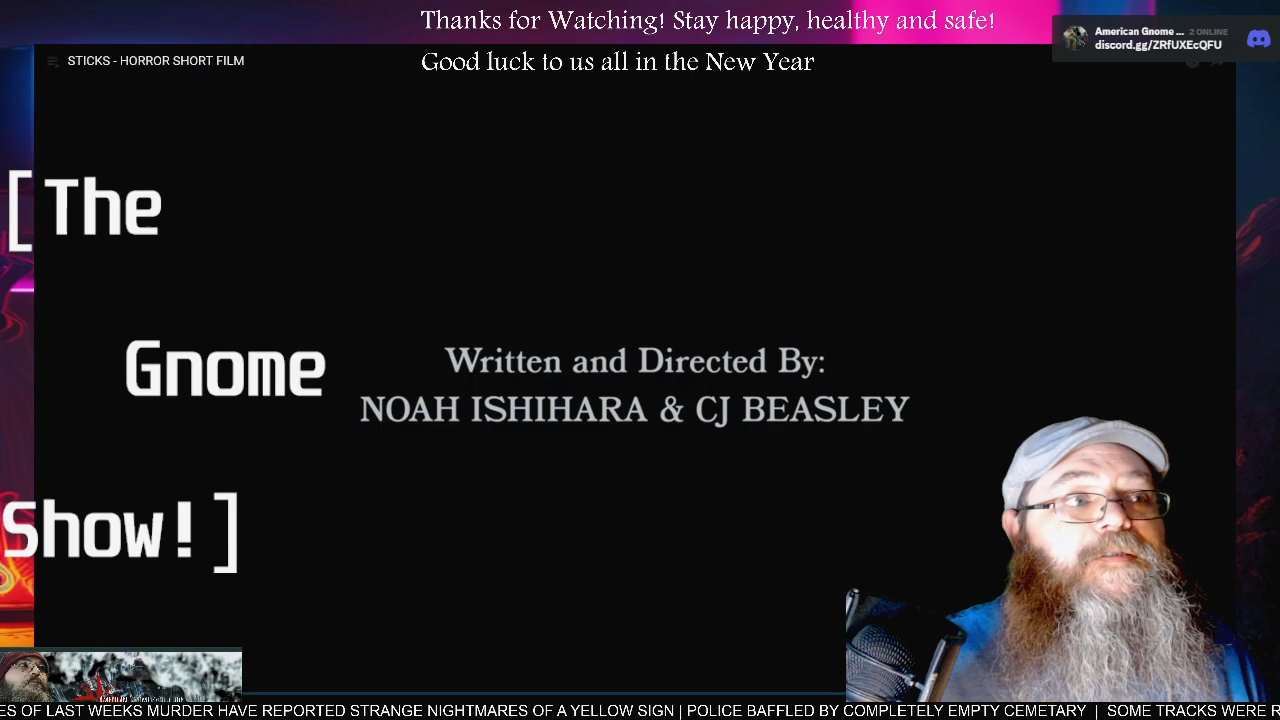 Thanks for Watching! Stay happy, healthy and safe!
American Gnome ... 2 ONLINE
discord.gg/ZRfUXEcQFU
STICKS - HORROR SHORT FILM
Good luck to us all in the New Year
[The
Gnome
Show!]
Written and Directed By:
NOAH ISHIHARA & CJ BEASLEY
ES OF LAST WEEKS MURDER HAVE REPORTED STRANGE NIGHTMARES OF A YELLOW SIGN | POLICE BAFFLED BY COMPLETELY EMPTY CEMETARY | SOME TRACKS WERE R